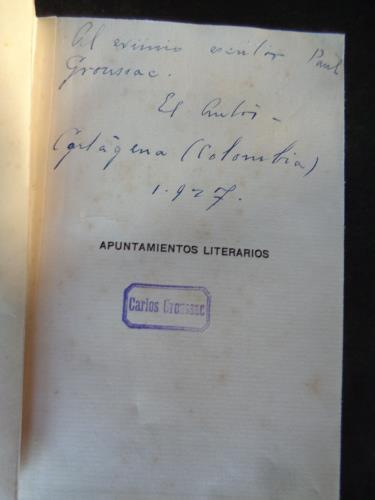 Al eximio escritor Paul
Groussac.
El Autor -
Cartagena (Colombia)
1.927.
APUNTAMIENTOS LITERARIOS
Carlos Groussac